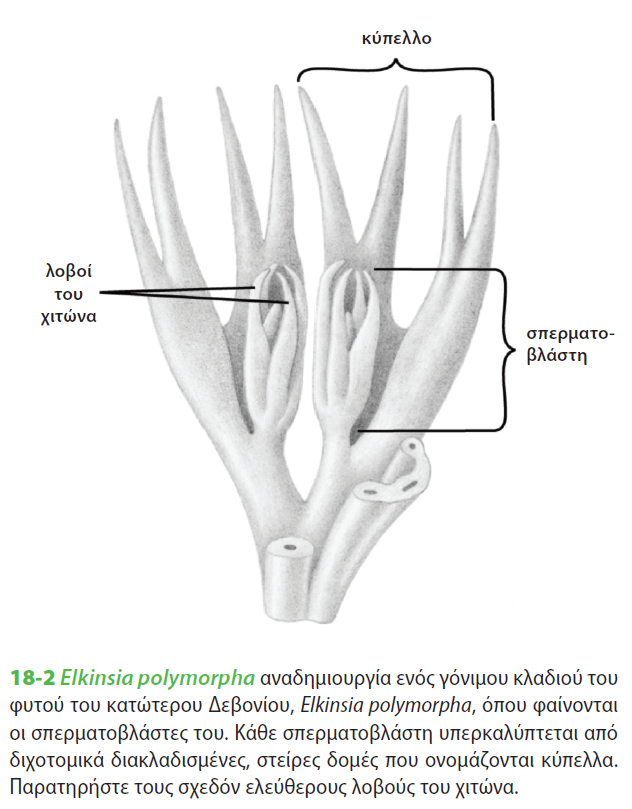 κύπελλο
λοβοί
του
χιτώνα
σπερματο-
βλάστη
18-2 Elkinsia polymorpha αναδημιουργία ενός γόνιμου κλαδιού του
φυτού του κατώτερου Δεβονίου, Elkinsia polymorpha, όπου φαίνονται
οι σπερματοβλάστες του. Κάθε σπερματοβλάστη υπερκαλύπτεται από
διχοτομικά διακλαδισμένες, στείρες δομές που ονομάζονται κύπελλα.
Παρατηρήστε τους σχεδόν ελεύθερους λοβούς του χιτώνα.